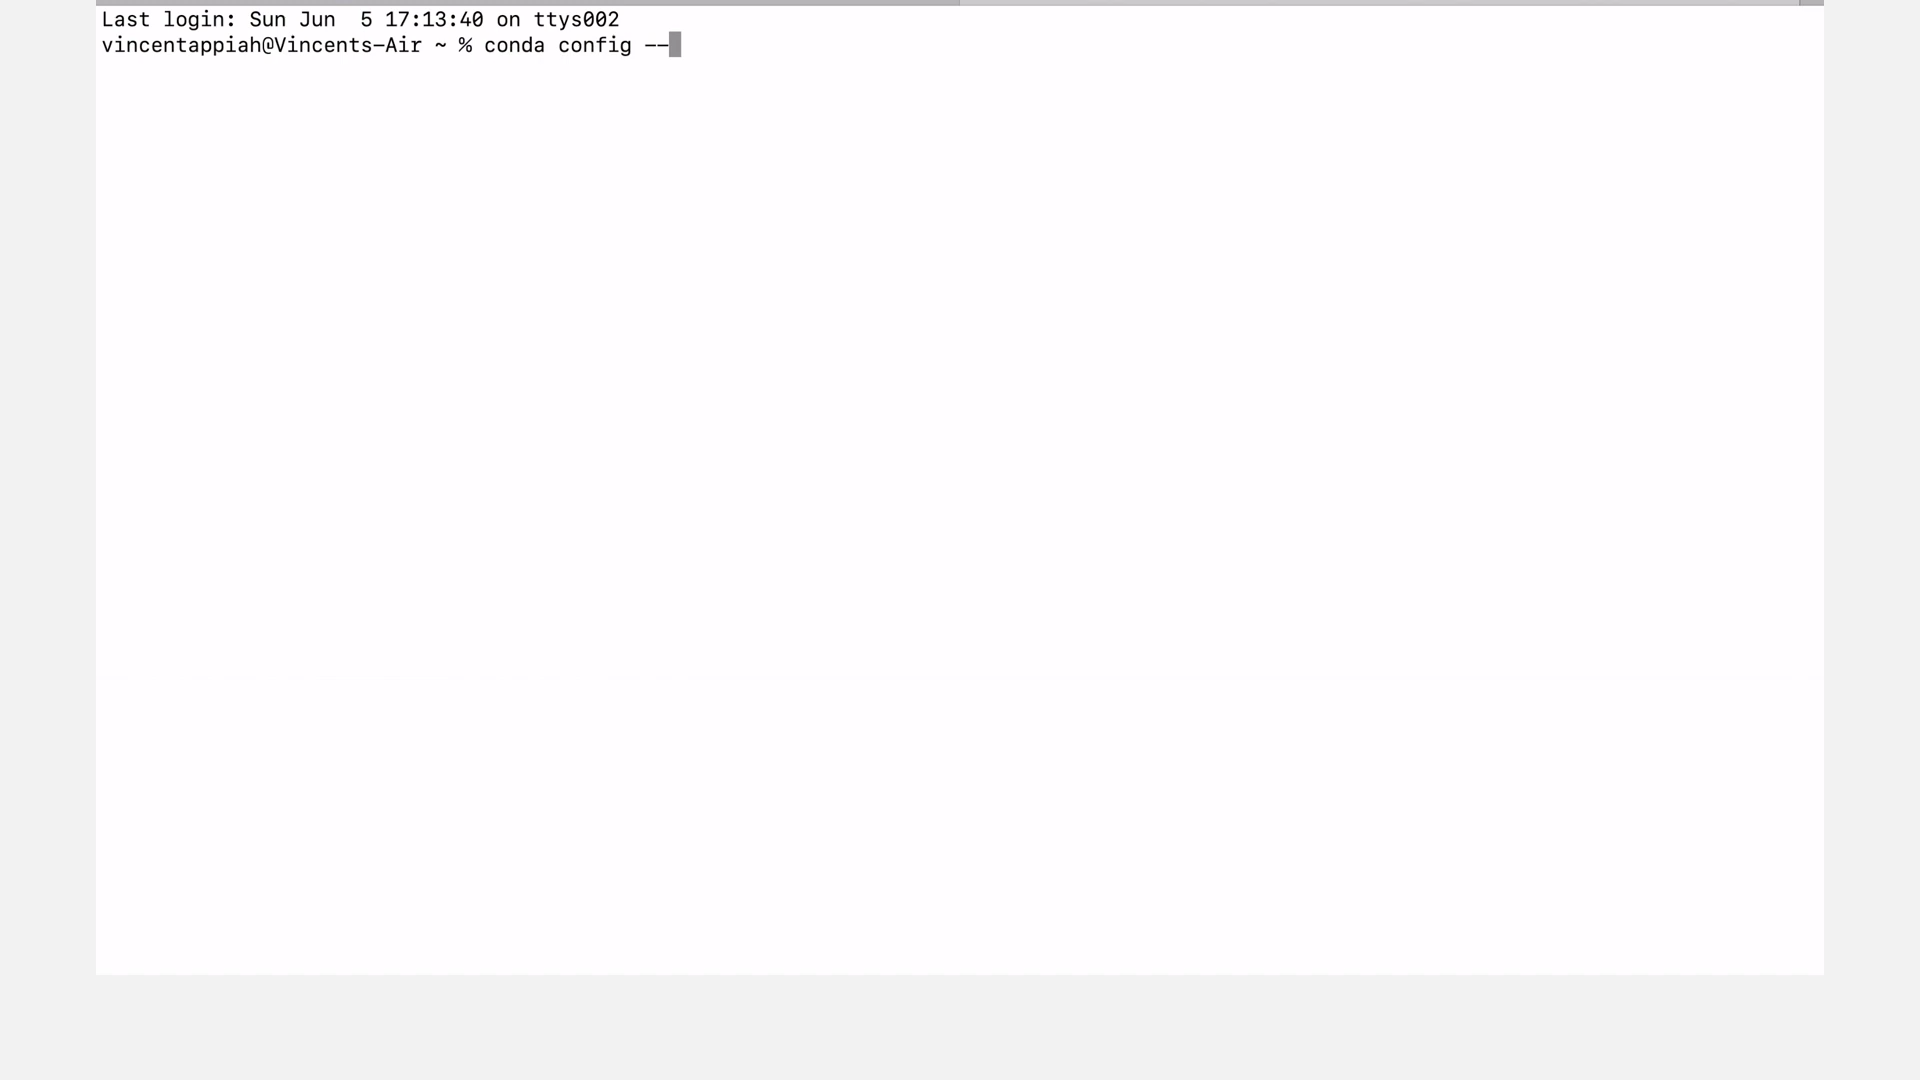 Last login: Sun Jun  5 17:13:40 on ttys002
vincentappiah@Vincents-Air ~ % conda config --